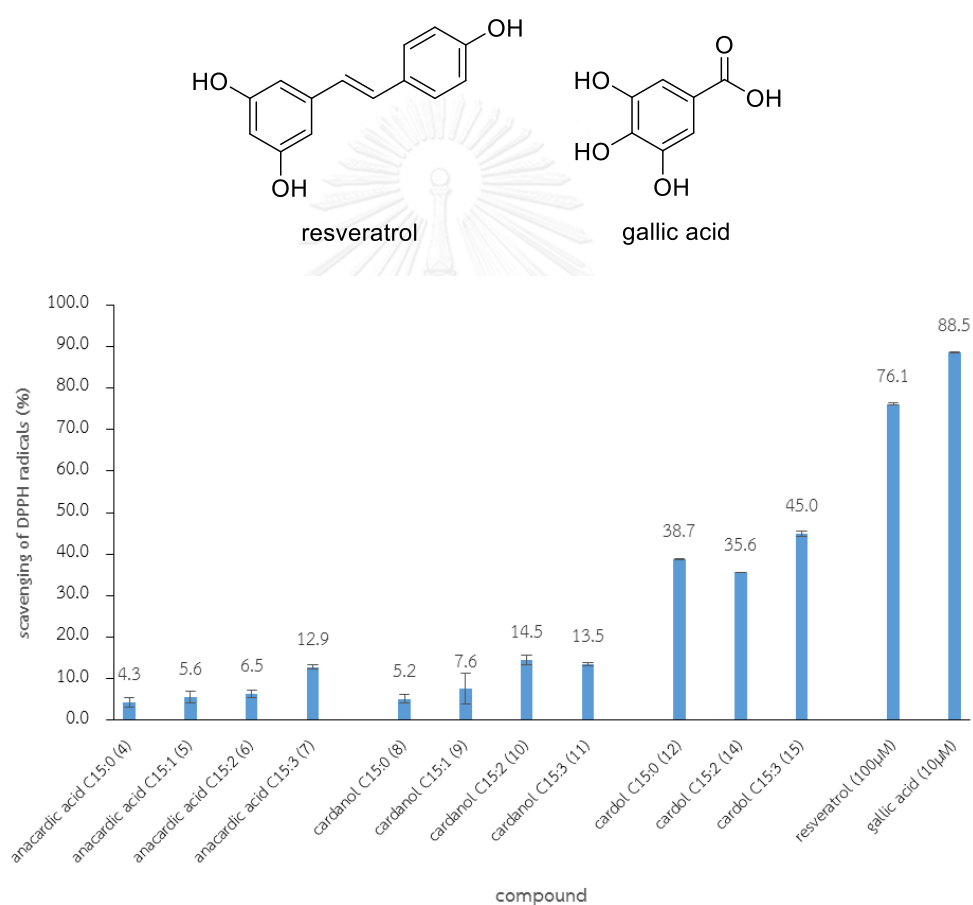 OH
HO
OH
resveratrol
O
HO
OH
HO
OH
gallic acid
scavenging of DPPH radicals (%)
100.0
90.0
80.0
70.0
60.0
50.0
40.0
30.0
20.0
10.0
0.0
4.3
5.6
6.5
12.9
5.2
7.6
14.5
13.5
38.7
35.6
45.0
76.1
88.5
anacardic acid C15:0 (4)
anacardic acid C15:1 (5)
anacardic acid C15:2 (6)
anacardic acid C15:3 (7)
cardanol C15:0 (8)
cardanol C15:1 (9)
cardanol C15:2 (10)
cardanol C15:3 (11)
cardol C15:0 (12)
cardol C15:2 (14)
cardol C15:3 (15)
resveratrol (100μM)
gallic acid (10μM)
compound